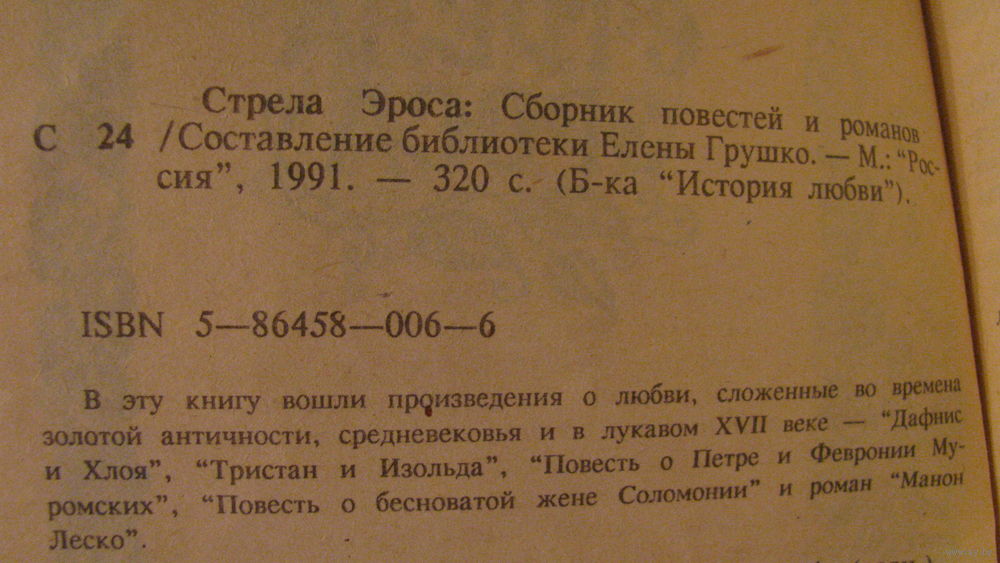 Стрела Эроса: Сборник повестей и романов
С 24 /Составление библиотеки Елены Грушко. — М.: “Рос-
сия”, 1991. — 320 с. (Б-ка “История любви”).
ISBN 5—86458—006—6
В эту книгу вошли произведения о любви, сложенные во времена
золотой античности, средневековья и в лукавом XVII веке — “Дафнис
и Хлоя”, “Тристан и Изольда”, “Повесть о Петре и Февронии Му-
ромских”, “Повесть о бесноватой жене Соломонии” и роман “Манон
Леско”.